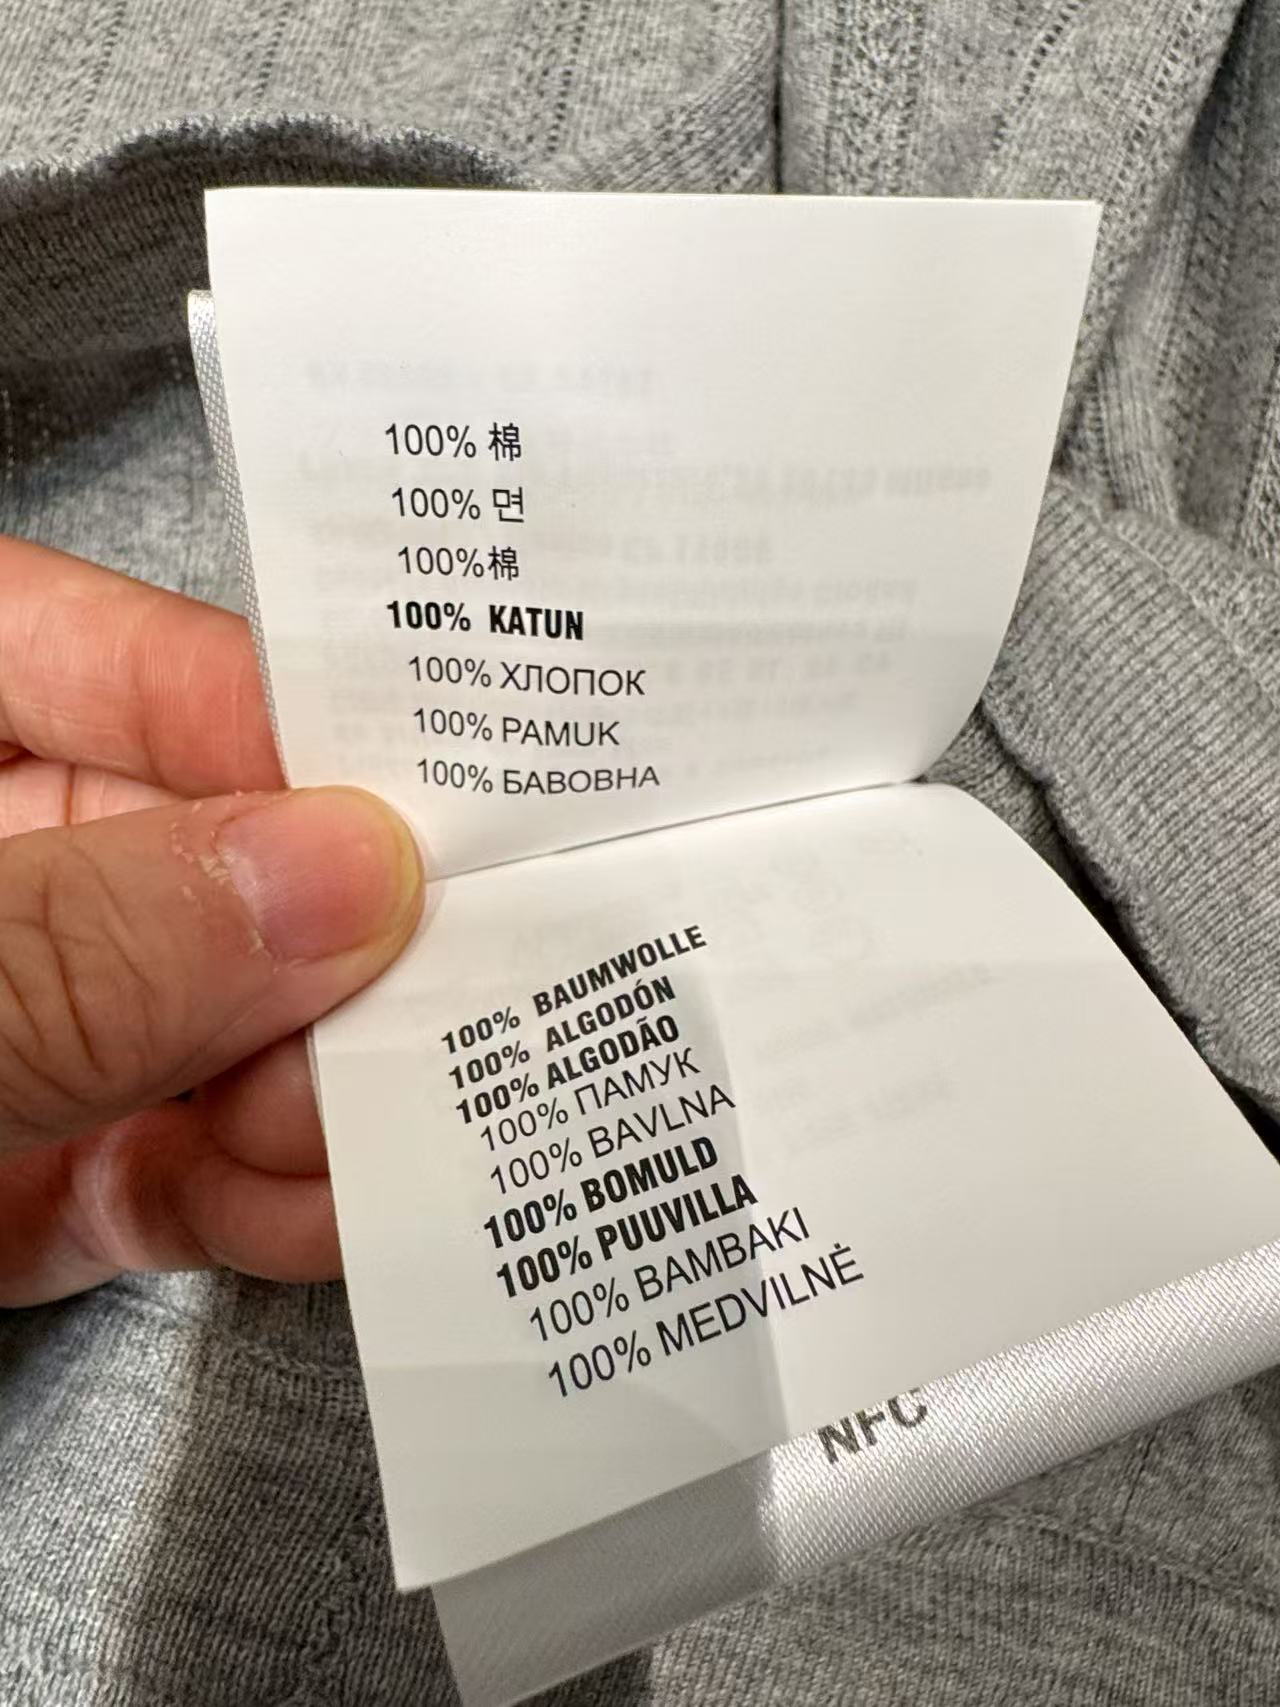 100% 棉
100% 면
100%棉
100% KATUN
100% ХЛОПОК
100% PAMUK
100% БАВОВНА
100% BAUMWOLLE
100% ALGODÓN
100% ALGODÃO
100% ПАМУК
100% BAVLNA
100% BOMULD
100% PUUVILLA
100% BAMBAKI
100% MEDVILNĖ
NFC